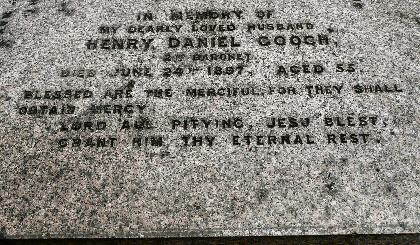 IN MEMORY OF
MY DEARLY LOVED HUSBAND
HENRY DANIEL GOOCH,
2ND BARONET.
DIED JUNE 24TH 1897. AGED 55.
BLESSED ARE THE MERCIFUL, FOR THEY SHALL
OBTAIN MERCY.
LORD ALL PITYING, JESU BLEST,
GRANT HIM, THY ETERNAL REST.